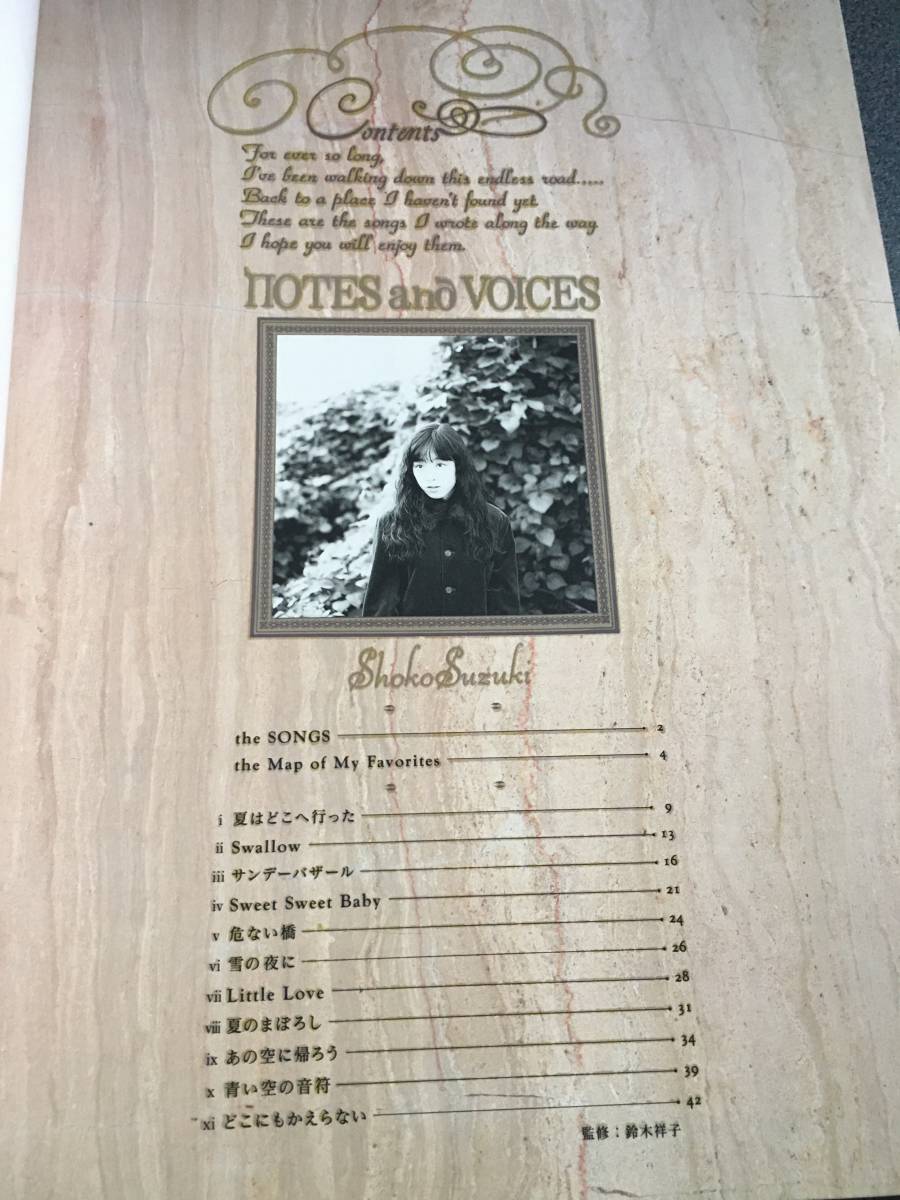 Contents
For ever so long,
I've been walking down this endless road.....
Back to a place I haven't found yet
These are the songs I wrote along the way
I hope you will enjoy them.
NOTES and VOICES
Shoko Suzuki
the SONGS 2
the Map of My Favorites 4
i 夏はどこへ行った 9
ii Swallow 13
iii サンデーバザール 16
iv Sweet Sweet Baby 21
v 危ない橋 24
vi 雪の夜に 26
vii Little Love 28
viii 夏のまぼろし 31
ix あの空に帰ろう 34
x 青い空の音符 39
xi どこにもかえらない 42
監修：鈴木祥子